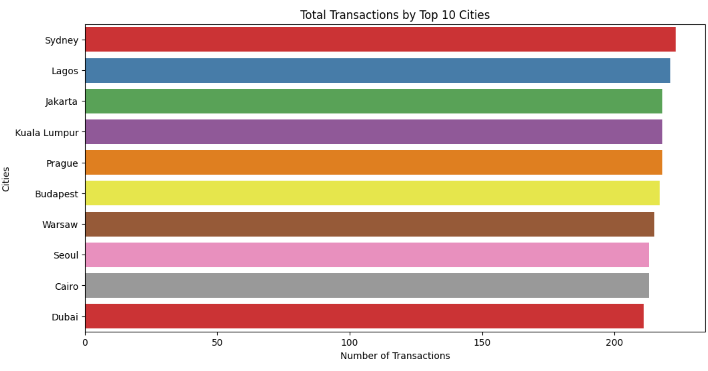 Total Transactions by Top 10 Cities
Sydney
Lagos
Jakarta
Kuala Lumpur
Prague
Budapest
Warsaw
Seoul
Cairo
Dubai
Cities
0 50 100 150 200
Number of Transactions